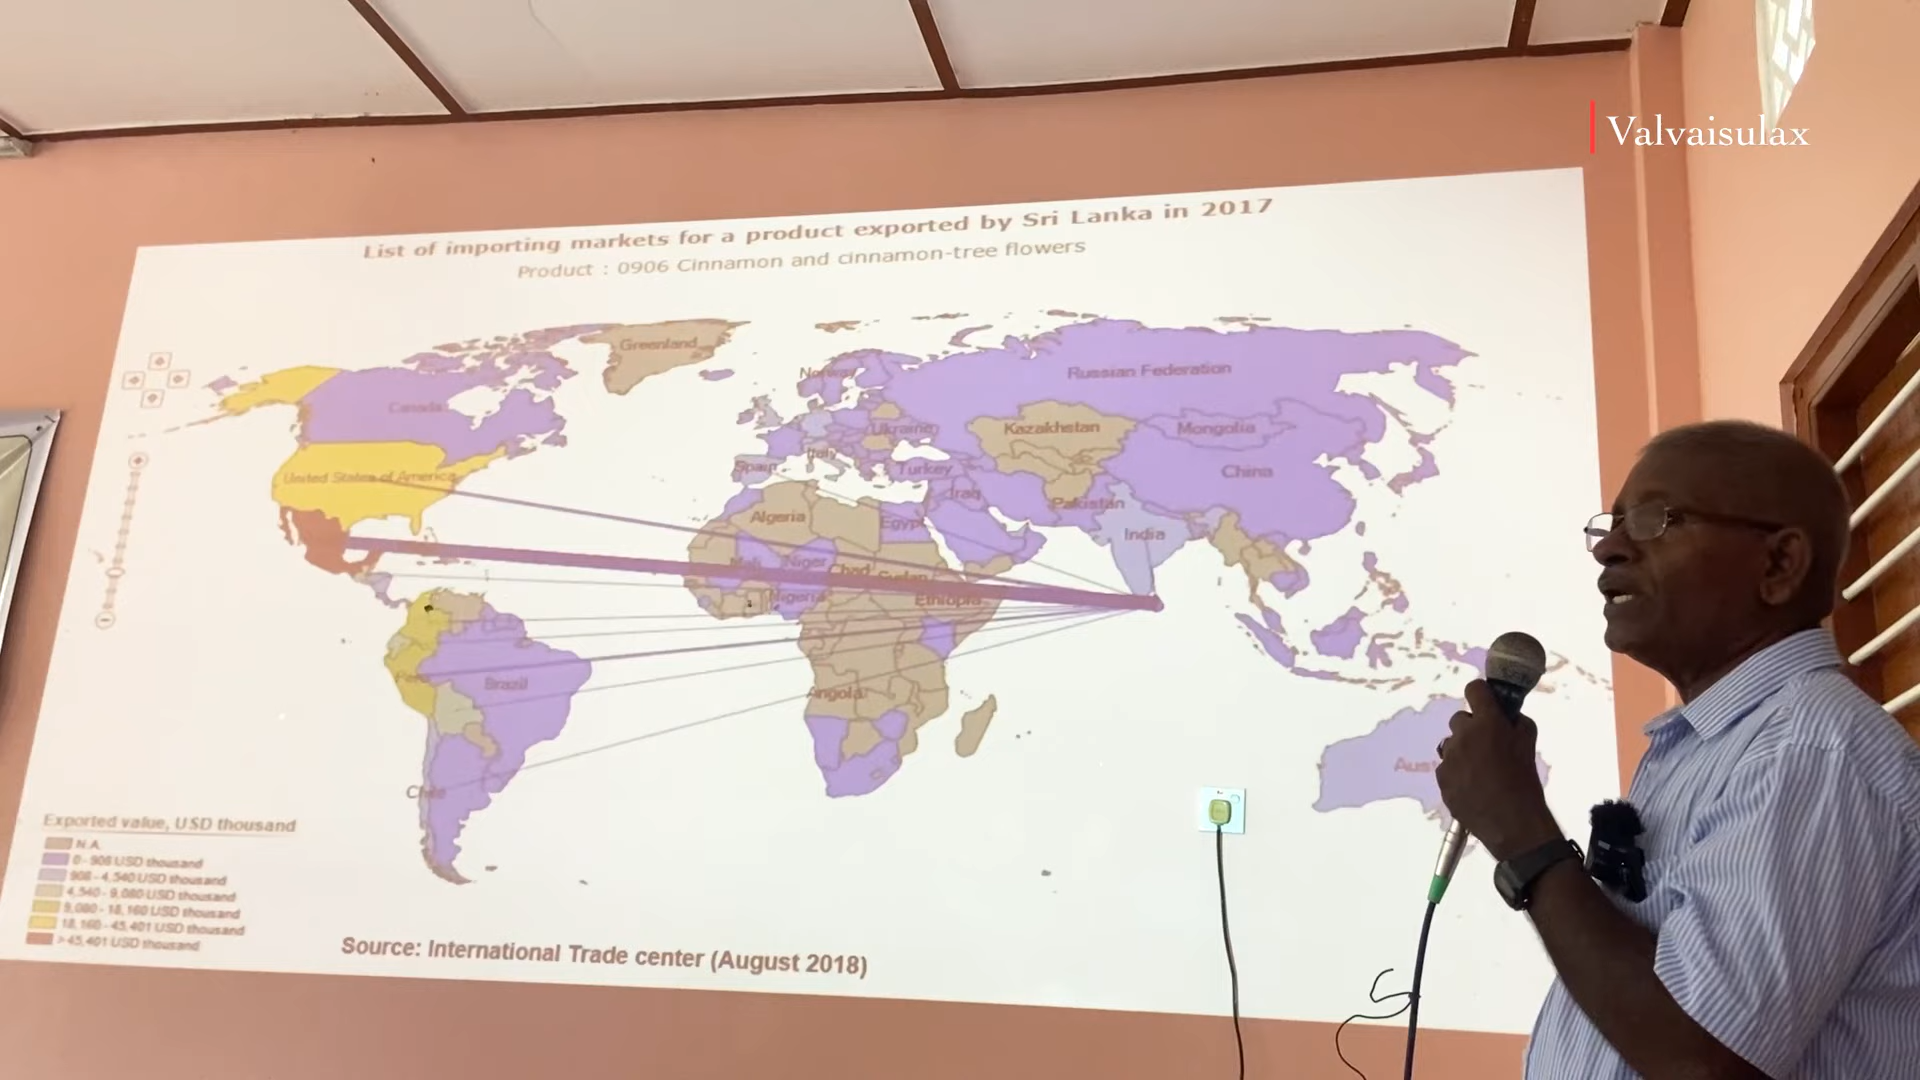 Valvaisulax
List of importing markets for a product exported by Sri Lanka in 2017
Product : 0906 Cinnamon and cinnamon-tree flowers
Greenland
Norway
Russian Federation
Canada
Ukraine
Kazakhstan
Mongolia
Italy
Spain
Turkey
China
United States of America
Iraq
Pakistan
Algeria
Egypt
India
Mali
Niger
Chad
Sudan
Nigeria
Ethiopia
Peru
Brazil
Angola
Aus
Chile
Exported value, USD thousand
N.A.
0 - 908 USD thousand
908 - 4,540 USD thousand
4,540 - 9,080 USD thousand
9,080 - 18,160 USD thousand
18,160 - 45,401 USD thousand
>45,401 USD thousand
Source: International Trade center (August 2018)